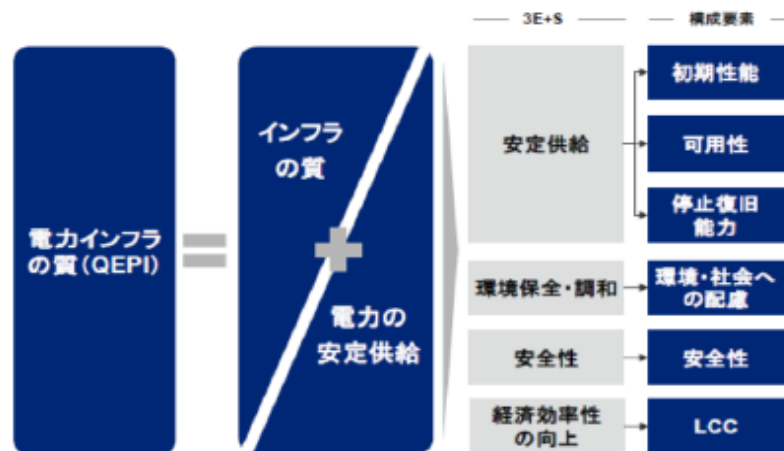 3E+S
構成要素
電力インフラ
の質(QEPI)
=
インフラ
の質
+
電力の
安定供給
安定供給
初期性能
可用性
停止復旧
能力
環境保全・調和
環境・社会へ
の配慮
安全性
安全性
経済効率性
の向上
LCC